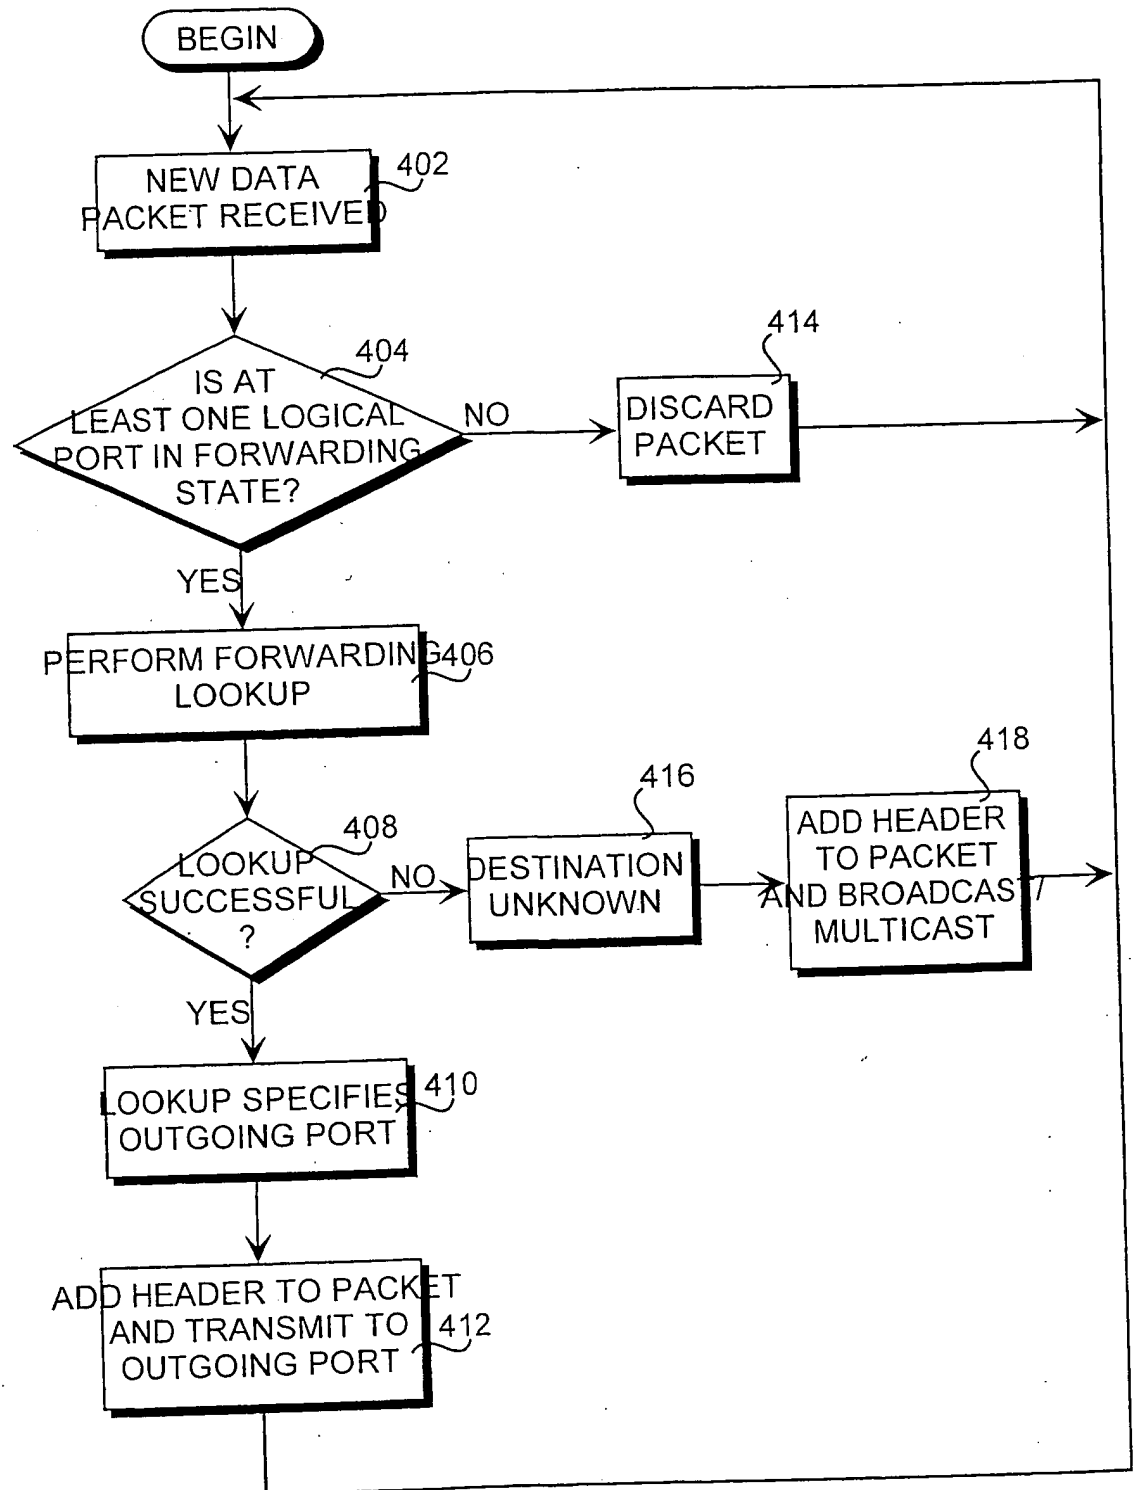 BEGIN
NEW DATA
PACKET RECEIVED
402
IS AT
LEAST ONE LOGICAL
PORT IN FORWARDING
STATE?
404
NO
DISCARD
PACKET
414
YES
PERFORM FORWARDING
LOOKUP
406
LOOKUP
SUCCESSFUL
?
408
NO
DESTINATION
UNKNOWN
416
ADD HEADER
TO PACKET
AND BROADCAST/
MULTICAST
418
YES
LOOKUP SPECIFIES
OUTGOING PORT
410
ADD HEADER TO PACKET
AND TRANSMIT TO
OUTGOING PORT
412